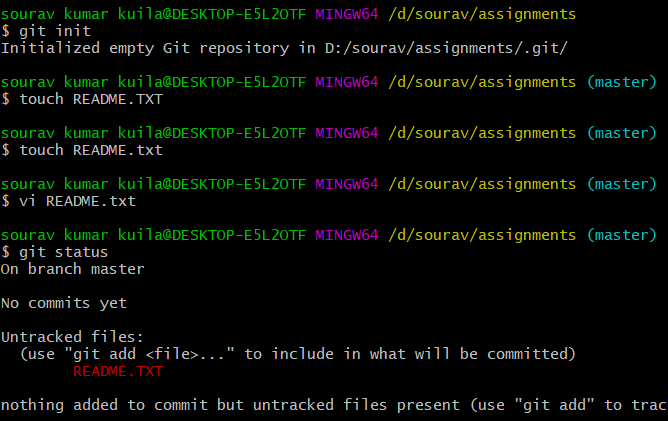 sourav kumar kuila@DESKTOP-E5L2OTF MINGW64 /d/sourav/assignments
$ git init
Initialized empty Git repository in D:/sourav/assignments/.git/
sourav kumar kuila@DESKTOP-E5L2OTF MINGW64 /d/sourav/assignments (master)
$ touch README.TXT
sourav kumar kuila@DESKTOP-E5L2OTF MINGW64 /d/sourav/assignments (master)
$ touch README.txt
sourav kumar kuila@DESKTOP-E5L2OTF MINGW64 /d/sourav/assignments (master)
$ vi README.txt
sourav kumar kuila@DESKTOP-E5L2OTF MINGW64 /d/sourav/assignments (master)
$ git status
On branch master
No commits yet
Untracked files:
(use "git add <file>..." to include in what will be committed)
README.TXT
nothing added to commit but untracked files present (use "git add" to trac